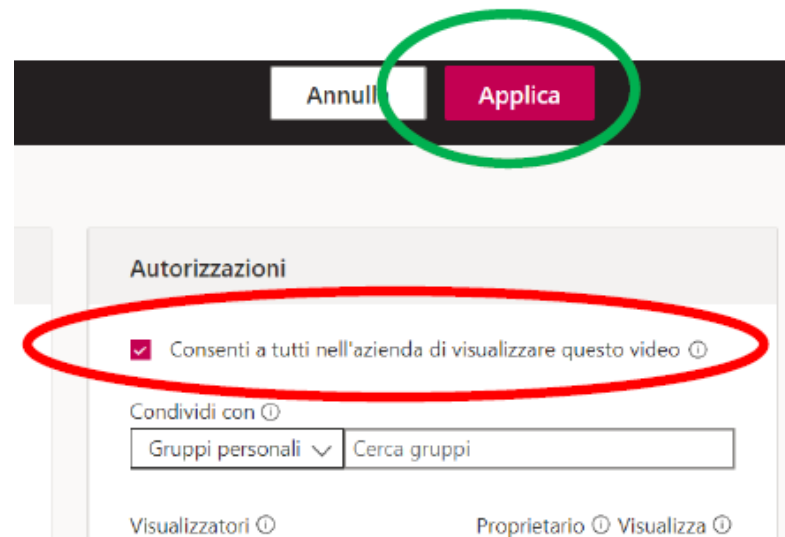 Annulla Applica
Autorizzazioni
Consenti a tutti nell'azienda di visualizzare questo video
Condividi con
Gruppi personali Cerca gruppi
Visualizzatori Proprietario Visualizza